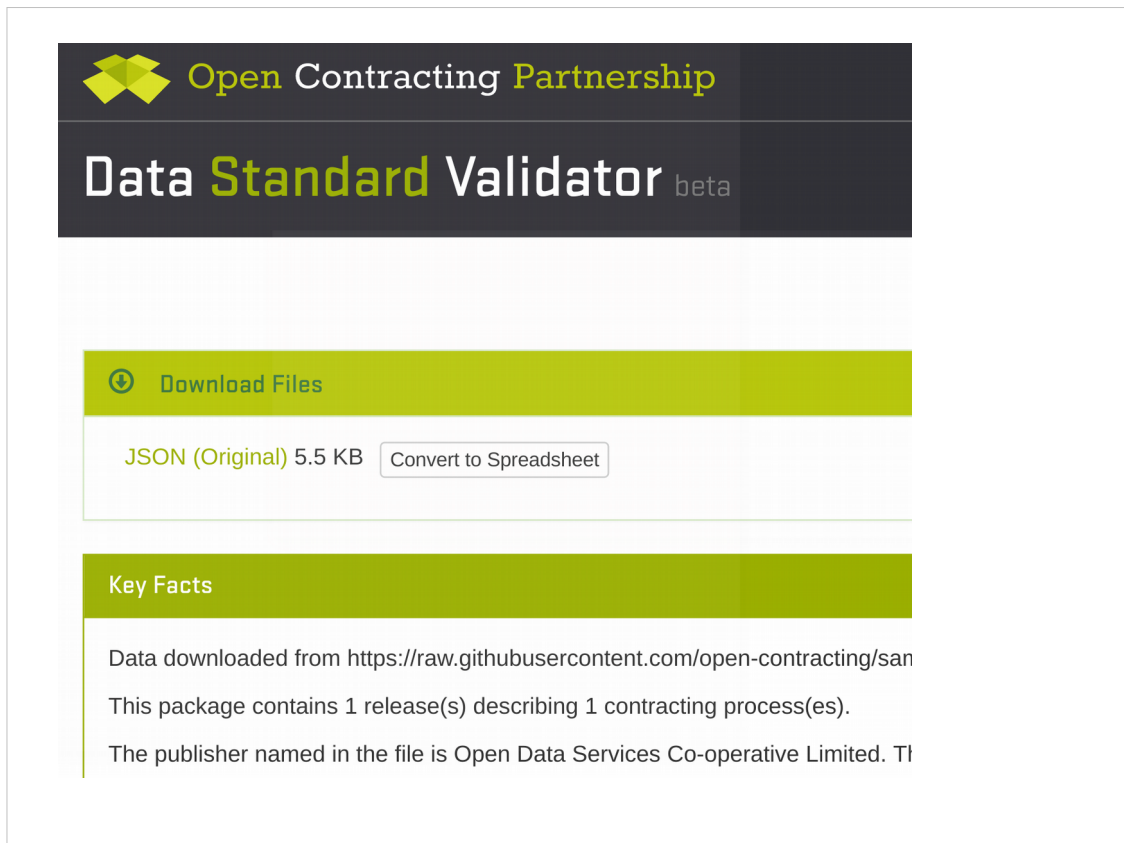 Open Contracting Partnership
Data Standard Validator beta
Download Files
JSON (Original) 5.5 KB Convert to Spreadsheet
Key Facts
Data downloaded from https://raw.githubusercontent.com/open-contracting/sam
This package contains 1 release(s) describing 1 contracting process(es).
The publisher named in the file is Open Data Services Co-operative Limited. Th